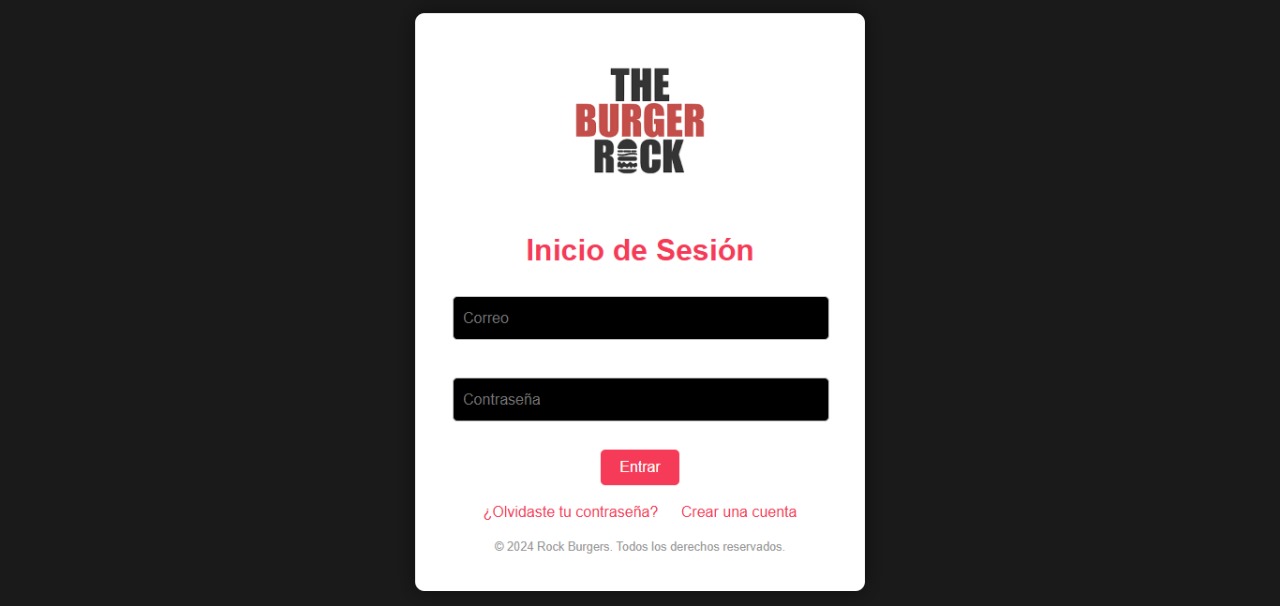 THE
BURGER
ROCK
Inicio de Sesión
Correo
Contraseña
Entrar
¿Olvidaste tu contraseña? Crear una cuenta
© 2024 Rock Burgers. Todos los derechos reservados.